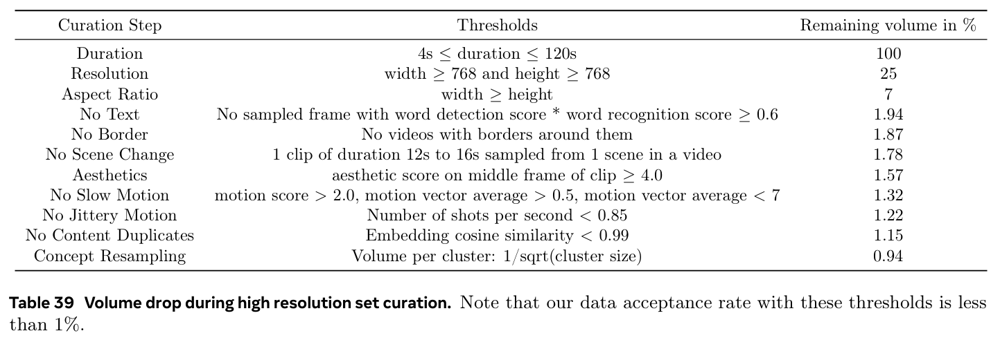 Curation Step Thresholds Remaining volume in %
Duration 4s ≤ duration ≤ 120s 100
Resolution width ≥ 768 and height ≥ 768 25
Aspect Ratio width ≥ height 7
No Text No sampled frame with word detection score * word recognition score ≥ 0.6 1.94
No Border No videos with borders around them 1.87
No Scene Change 1 clip of duration 12s to 16s sampled from 1 scene in a video 1.78
Aesthetics aesthetic score on middle frame of clip ≥ 4.0 1.57
No Slow Motion motion score > 2.0, motion vector average > 0.5, motion vector average < 7 1.32
No Jittery Motion Number of shots per second < 0.85 1.22
No Content Duplicates Embedding cosine similarity < 0.99 1.15
Concept Resampling Volume per cluster: 1/sqrt(cluster size) 0.94
Table 39 Volume drop during high resolution set curation. Note that our data acceptance rate with these thresholds is less
than 1%.